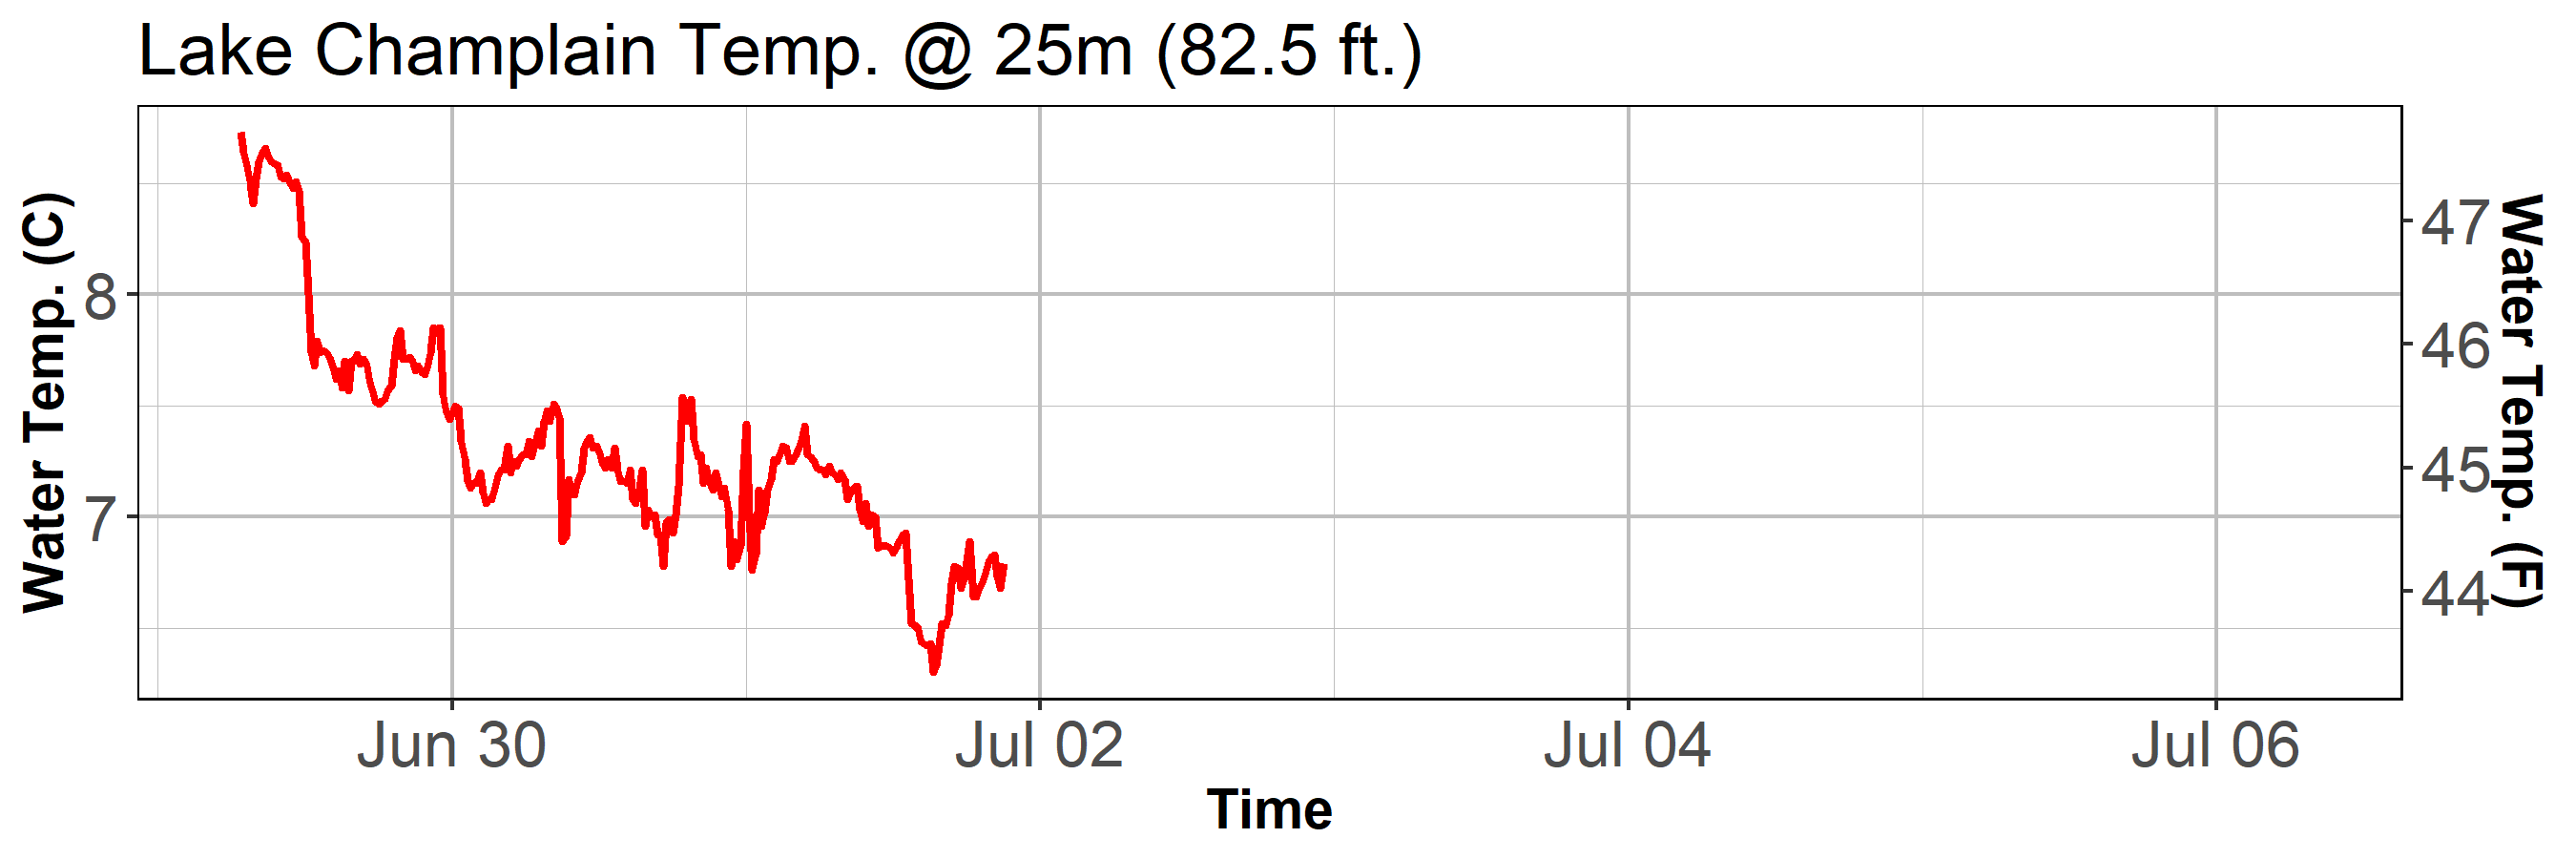 Lake Champlain Temp. @ 25m (82.5 ft.)
Water Temp. (C)
8
7
47
46
45
44
Water Temp. (F)
Jun 30
Jul 02
Jul 04
Jul 06
Time